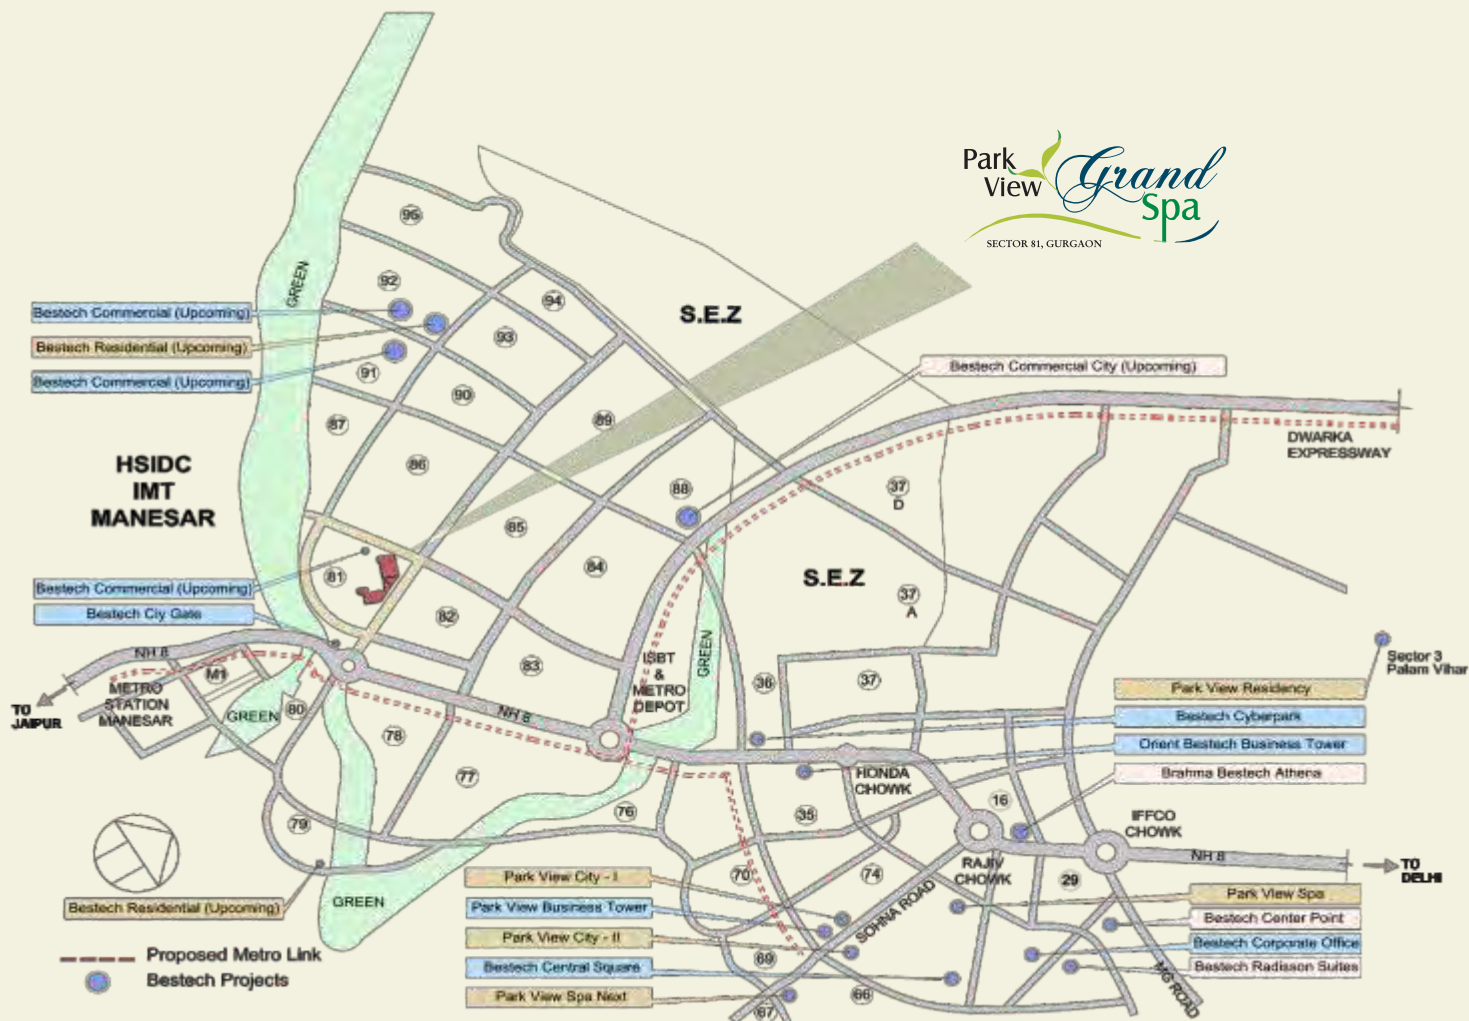 Park
View
Grand
Spa
SECTOR 81, GURGAON
95
GREEN
92
94
S.E.Z
Bestech Commercial (Upcoming)
Bestech Residential (Upcoming)
Bestech Commercial (Upcoming)
93
91
90
Bestech Commercial City (Upcoming)
89
87
DWARKA
EXPRESSWAY
HSIDC
IMT
MANESAR
86
88
37
D
85
84
81
S.E.Z
Bestech Commercial (Upcoming)
Bestech Ciy Gate
82
37
A
NH 8
83
ISBT
&
METRO
DEPOT
GREEN
Sector 3
Palam Vihar
M1
METRO
STATION
MANESAR
TO
JAIPUR
GREEN
80
NH 8
36
37
Park View Residency
Bestech Cyberpark
Orient Bestech Business Tower
Brahma Bestech Athena
78
77
HONDA
CHOWK
76
35
16
79
IFFCO
CHOWK
RAJIV
CHOWK
NH 8
TO
DELHI
70
74
29
Park View City - I
Park View Business Tower
Park View City - II
Bestech Central Square
Park View Spa Next
SOHNA ROAD
Park View Spa
Bestech Center Point
Bestech Corporate Office
Bestech Radisson Suites
GREEN
Bestech Residential (Upcoming)
69
66
67
MG ROAD
Proposed Metro Link
Bestech Projects